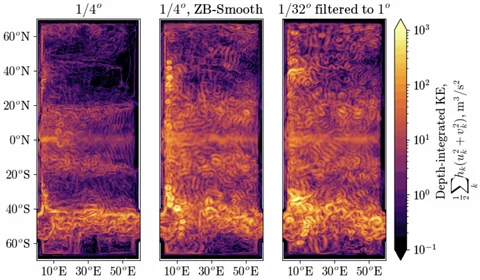 1/4°
1/4°, ZB-Smooth
1/32° filtered to 1°
60°N
40°N
20°N
0°N
20°S
40°S
60°S
10°E 30°E 50°E
10°E 30°E 50°E
10°E 30°E 50°E
10³
10²
10¹
10⁰
10⁻¹
Depth-integrated KE,
½∑ₖ hₖ(uₖ² + vₖ²), m³/s²